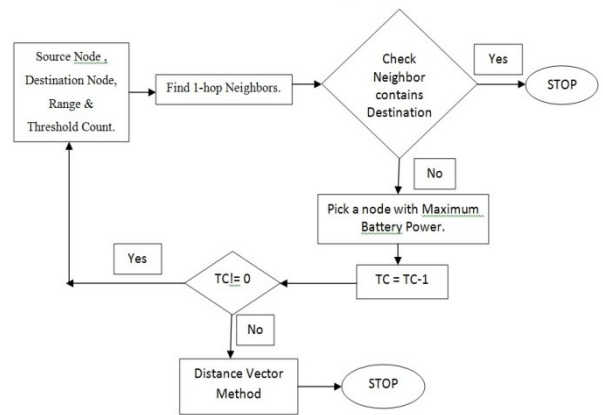 Source Node ,
Destination Node,
Range &
Threshold Count.
Find 1-hop Neighbors.
Check
Neighbor
contains
Destination
Yes
STOP
No
Pick a node with Maximum
Battery Power.
TC = TC-1
TC!= 0
Yes
No
Distance Vector
Method
STOP